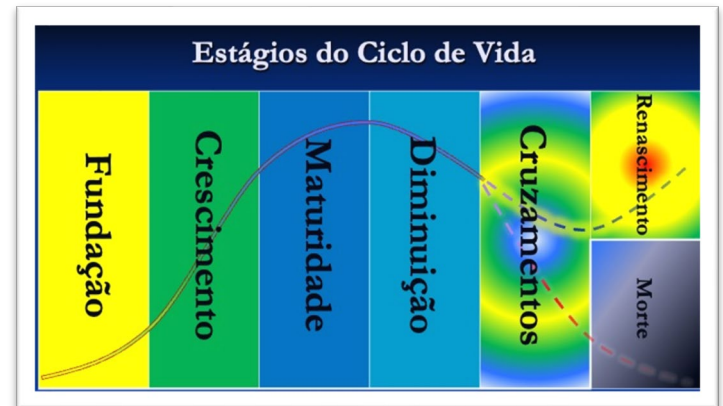 Estágios do Ciclo de Vida
Fundação
Crescimento
Maturidade
Diminuição
Cruzamentos
Renascimento
Morte